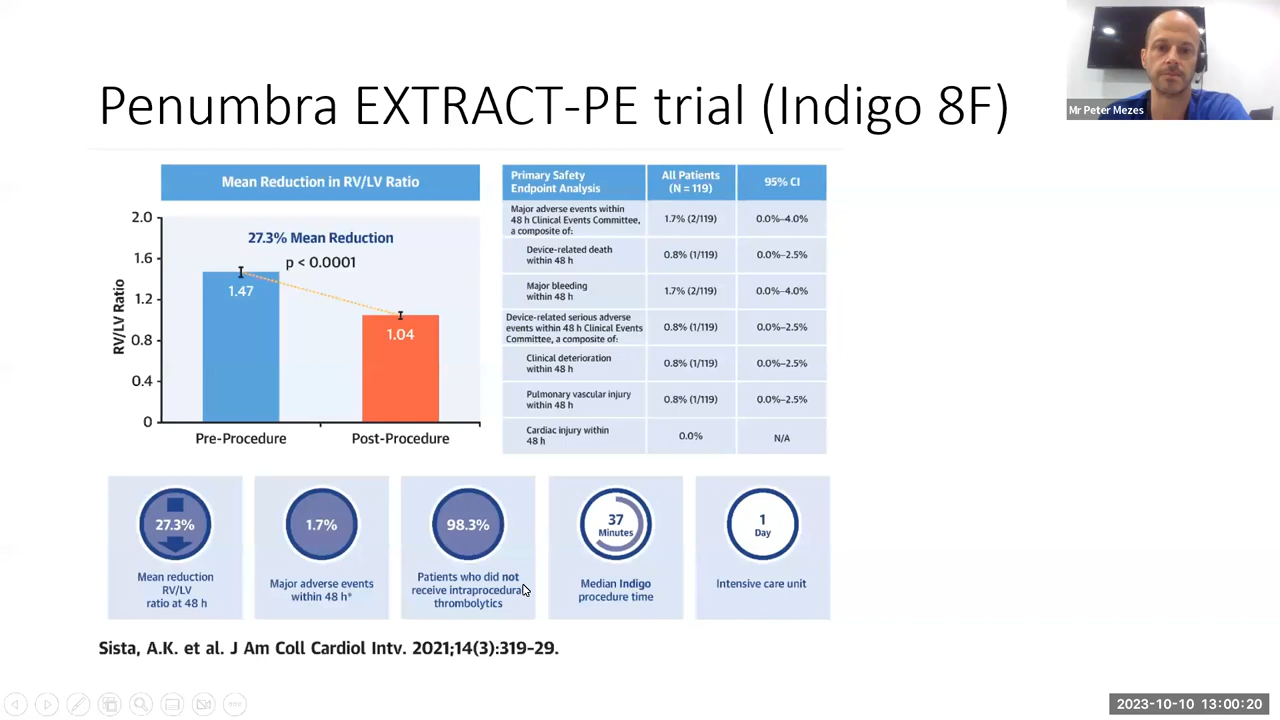 Penumbra EXTRACT-PE trial (Indigo 8F)
Mr Peter Mezes
Mean Reduction in RV/LV Ratio
27.3% Mean Reduction
p < 0.0001
RV/LV Ratio
2.0
1.6
1.2
0.8
0.4
0
1.47
1.04
Pre-Procedure
Post-Procedure
Primary Safety
Endpoint Analysis
All Patients
(N = 119)
95% CI
Major adverse events within
48 h Clinical Events Committee,
a composite of:
1.7% (2/119)
0.0%–4.0%
Device-related death
within 48 h
0.8% (1/119)
0.0%–2.5%
Major bleeding
within 48 h
1.7% (2/119)
0.0%–4.0%
Device-related serious adverse
events within 48 h Clinical Events
Committee, a composite of:
0.8% (1/119)
0.0%–2.5%
Clinical deterioration
within 48 h
0.8% (1/119)
0.0%–2.5%
Pulmonary vascular injury
within 48 h
0.8% (1/119)
0.0%–2.5%
Cardiac injury within
48 h
0.0%
N/A
27.3%
Mean reduction
RV/LV
ratio at 48 h
1.7%
Major adverse events
within 48 h*
98.3%
Patients who did not
receive intraprocedural
thrombolytics
37
Minutes
Median Indigo
procedure time
1
Day
Intensive care unit
Sista, A.K. et al. J Am Coll Cardiol Intv. 2021;14(3):319-29.
2023-10-10 13:00:20